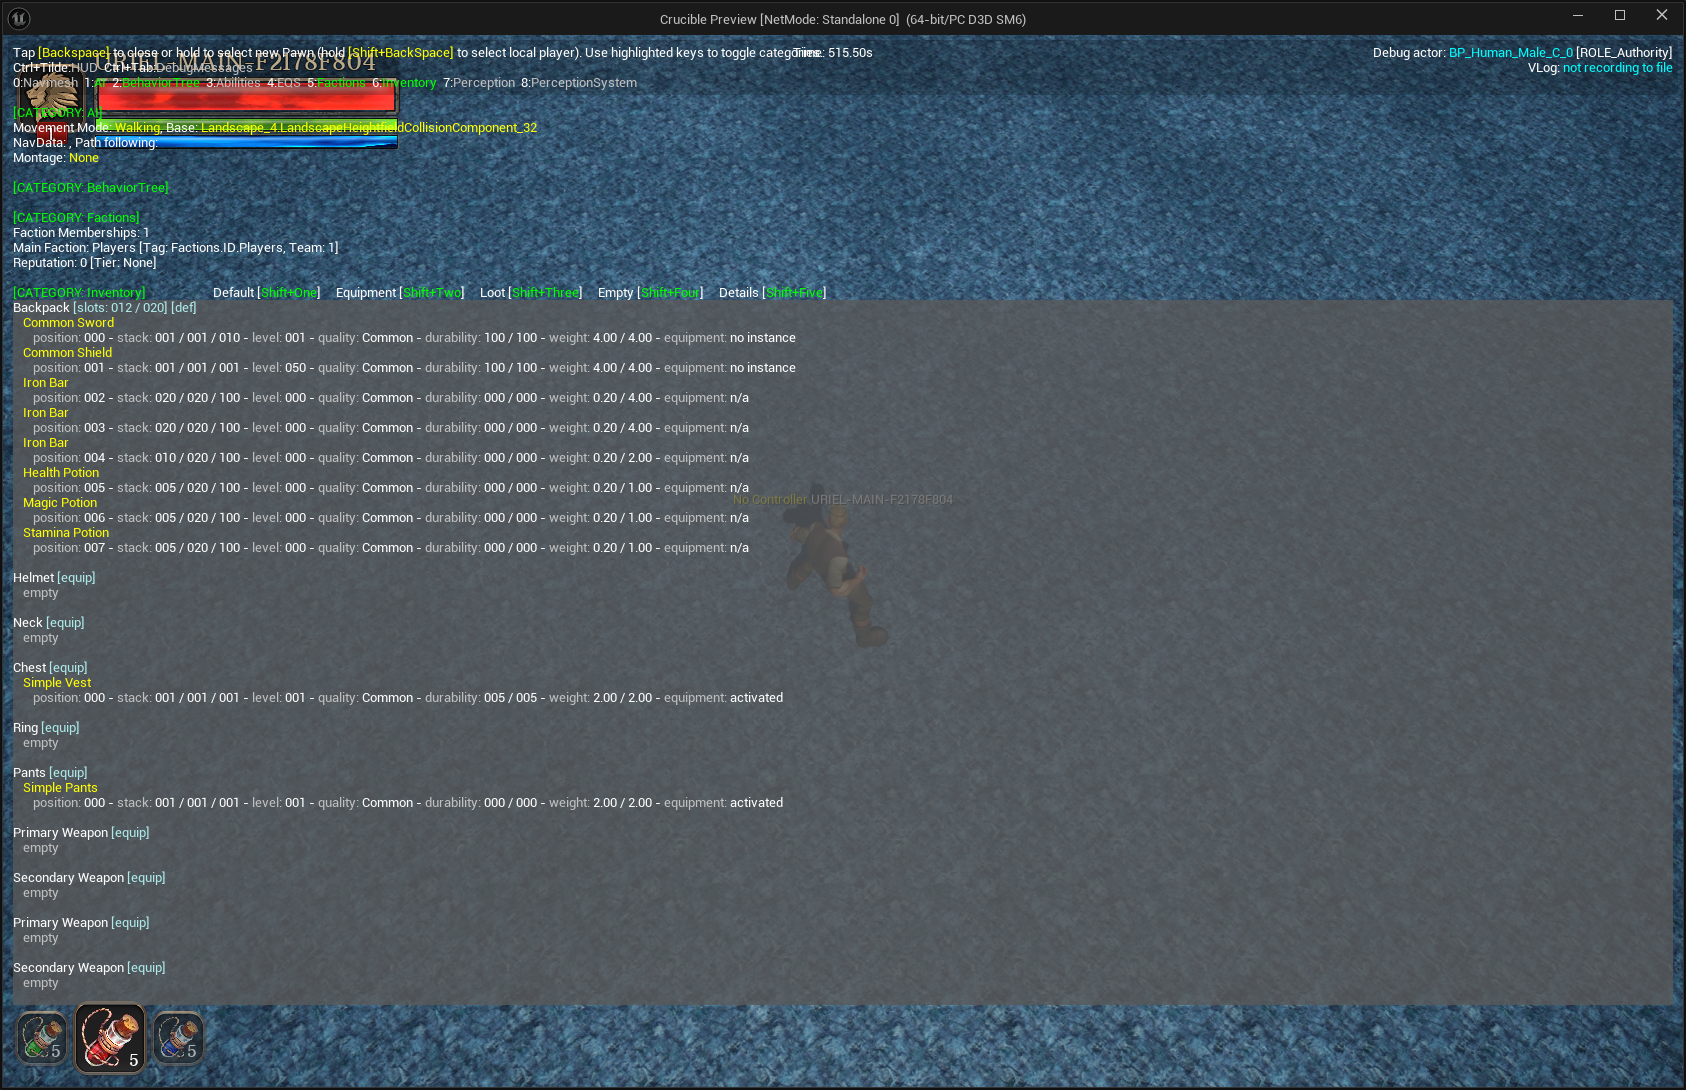 Crucible Preview [NetMode: Standalone 0]  (64-bit/PC D3D SM6)
Tap [Backspace] to close or hold to select new Pawn (hold [Shift+BackSpace] to select local player). Use highlighted keys to toggle categories.
Time: 515.50s
Debug actor: BP_Human_Male_C_0 [ROLE_Authority]
VLog: not recording to file
URIEL-MAIN-F2178F804
Ctrl+Tilde:HUD  Ctrl+Tab:DebugMessages
0:Navmesh  1:AI  2:BehaviorTree  3:Abilities  4:EQS  5:Factions  6:Inventory  7:Perception  8:PerceptionSystem
[CATEGORY: AI]
1
Movement Mode: Walking, Base: Landscape_4.LandscapeHeightfieldCollisionComponent_32
NavData: , Path following:
Montage: None
[CATEGORY: BehaviorTree]
[CATEGORY: Factions]
Faction Memberships: 1
Main Faction: Players [Tag: Factions.ID.Players, Team: 1]
Reputation: 0 [Tier: None]
[CATEGORY: Inventory] Default [Shift+One] Equipment [Shift+Two] Loot [Shift+Three] Empty [Shift+Four] Details [Shift+Five]
Backpack [slots: 012 / 020] [def]
Common Sword
position: 000 - stack: 001 / 001 / 010 - level: 001 - quality: Common - durability: 100 / 100 - weight: 4.00 / 4.00 - equipment: no instance
Common Shield
position: 001 - stack: 001 / 001 / 001 - level: 050 - quality: Common - durability: 100 / 100 - weight: 4.00 / 4.00 - equipment: no instance
Iron Bar
position: 002 - stack: 020 / 020 / 100 - level: 000 - quality: Common - durability: 000 / 000 - weight: 0.20 / 4.00 - equipment: n/a
Iron Bar
position: 003 - stack: 020 / 020 / 100 - level: 000 - quality: Common - durability: 000 / 000 - weight: 0.20 / 4.00 - equipment: n/a
Iron Bar
position: 004 - stack: 010 / 020 / 100 - level: 000 - quality: Common - durability: 000 / 000 - weight: 0.20 / 2.00 - equipment: n/a
Health Potion
position: 005 - stack: 005 / 020 / 100 - level: 000 - quality: Common - durability: 000 / 000 - weight: 0.20 / 1.00 - equipment: n/a
No Controller URIEL-MAIN-F2178F804
Magic Potion
position: 006 - stack: 005 / 020 / 100 - level: 000 - quality: Common - durability: 000 / 000 - weight: 0.20 / 1.00 - equipment: n/a
Stamina Potion
position: 007 - stack: 005 / 020 / 100 - level: 000 - quality: Common - durability: 000 / 000 - weight: 0.20 / 1.00 - equipment: n/a
Helmet [equip]
empty
Neck [equip]
empty
Chest [equip]
Simple Vest
position: 000 - stack: 001 / 001 / 001 - level: 001 - quality: Common - durability: 005 / 005 - weight: 2.00 / 2.00 - equipment: activated
Ring [equip]
empty
Pants [equip]
Simple Pants
position: 000 - stack: 001 / 001 / 001 - level: 001 - quality: Common - durability: 000 / 000 - weight: 2.00 / 2.00 - equipment: activated
Primary Weapon [equip]
empty
Secondary Weapon [equip]
empty
Primary Weapon [equip]
empty
Secondary Weapon [equip]
empty
5 5 5